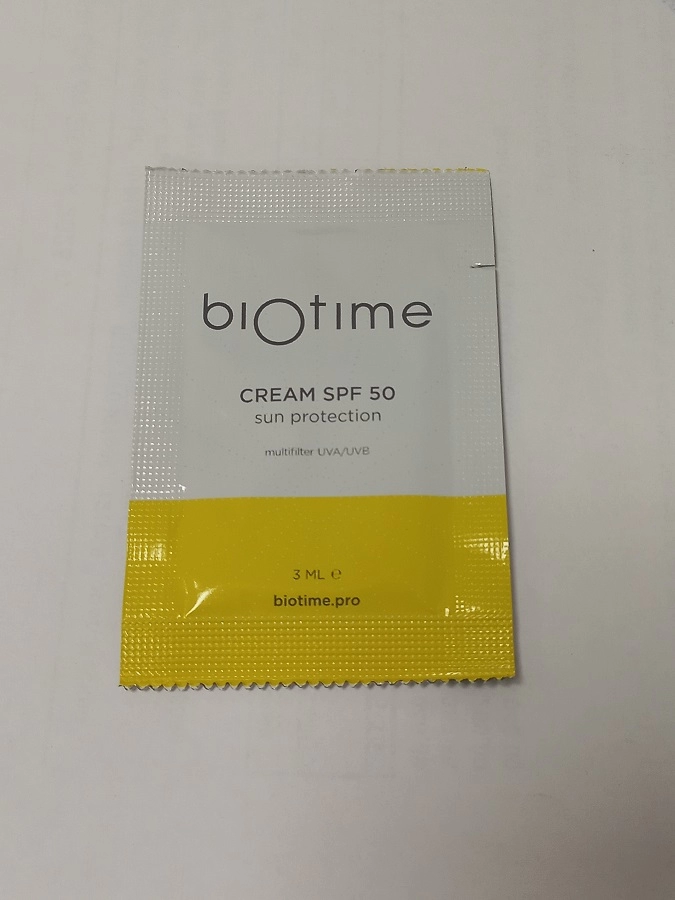 biotime
CREAM SPF 50
sun protection
multifilter UVA/UVB
3 ML ℮
biotime.pro